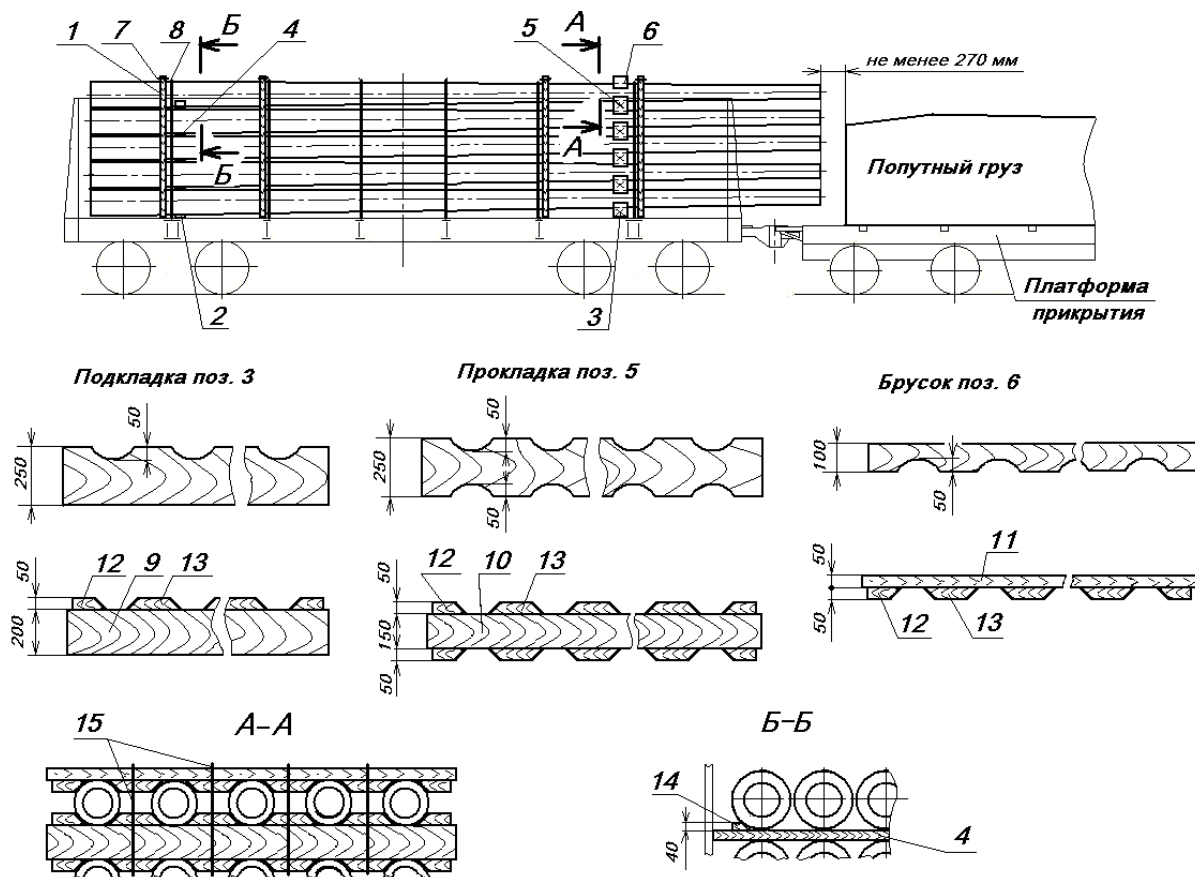 1 7 8 Б 4 5 А 6
не менее 270 мм
А
Б
Попутный груз
Платформа
прикрытия
2 3
Подкладка поз. 3
Прокладка поз. 5
Брусок поз. 6
50
250
50
250
50
100
50
12 9 13
50
200
12 10 13
50
150
50
11
50
50
12 13
15
А–А
Б–Б
14
40
4